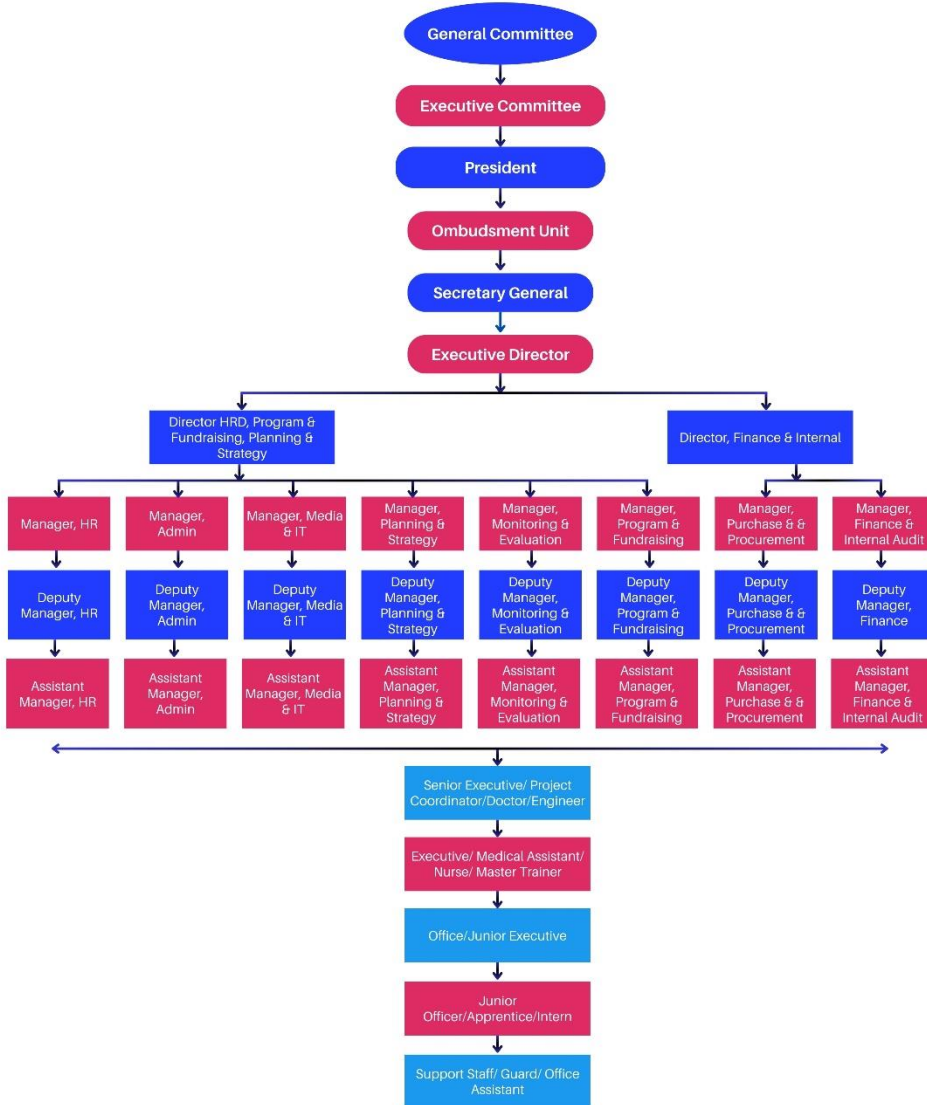 General Committee
Executive Committee
President
Ombudsment Unit
Secretary General
Executive Director
Director HRD, Program &
Fundraising, Planning &
Strategy
Director, Finance & Internal
Manager, HR
Manager,
Admin
Manager, Media
& IT
Manager,
Planning &
Strategy
Manager,
Monitoring &
Evaluation
Manager,
Program &
Fundraising
Manager,
Purchase & &
Procurement
Manager,
Finance &
Internal Audit
Deputy
Manager, HR
Deputy
Manager,
Admin
Deputy
Manager, Media
& IT
Deputy
Manager,
Planning &
Strategy
Deputy
Manager,
Monitoring &
Evaluation
Deputy
Manager,
Program &
Fundraising
Deputy
Manager,
Purchase & &
Procurement
Deputy
Manager,
Finance
Assistant
Manager, HR
Assistant
Manager,
Admin
Assistant
Manager, Media
& IT
Assistant
Manager,
Planning &
Strategy
Assistant
Manager,
Monitoring &
Evaluation
Assistant
Manager,
Program &
Fundraising
Assistant
Manager,
Purchase & &
Procurement
Assistant
Manager,
Finance &
Internal Audit
Senior Executive/ Project
Coordinator/Doctor/Engineer
Executive/ Medical Assistant/
Nurse/ Master Trainer
Office/Junior Executive
Junior
Officer/Apprentice/Intern
Support Staff/ Guard/ Office
Assistant